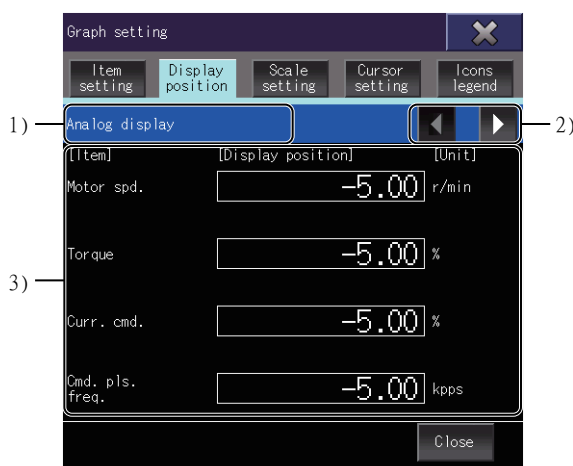 Graph setting
Item setting
Display position
Scale setting
Cursor setting
Icons legend
1)
Analog display
2)
[Item] [Display position] [Unit]
Motor spd. -5.00 r/min
Torque -5.00 %
3)
Curr. cmd. -5.00 %
Cmd. pls. freq. -5.00 kpps
Close